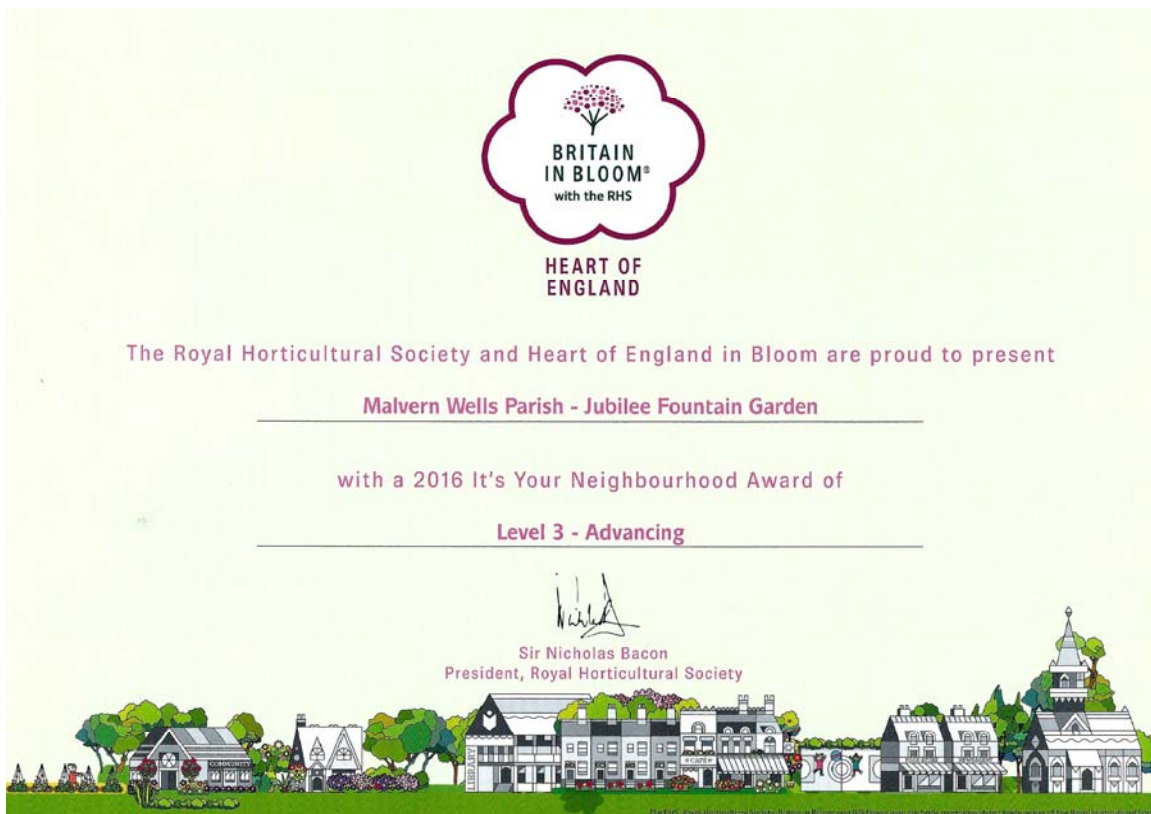 BRITAIN
IN BLOOM®
with the RHS
HEART OF
ENGLAND
The Royal Horticultural Society and Heart of England in Bloom are proud to present
Malvern Wells Parish - Jubilee Fountain Garden
with a 2016 It's Your Neighbourhood Award of
Level 3 - Advancing
Sir Nicholas Bacon
President, Royal Horticultural Society
COMMUNITY
LIBRARY
CAFÉ